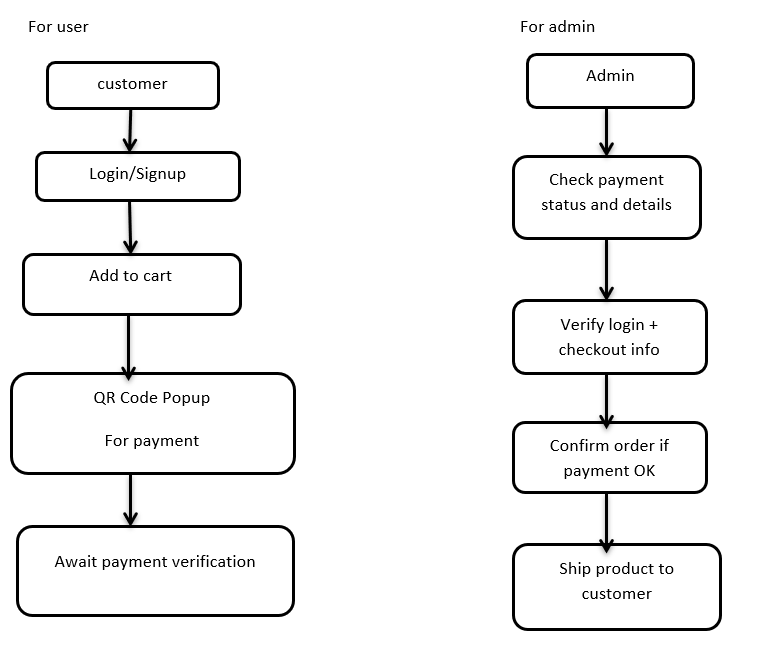 For user
customer
Login/Signup
Add to cart
QR Code Popup
For payment
Await payment verification
For admin
Admin
Check payment
status and details
Verify login +
checkout info
Confirm order if
payment OK
Ship product to
customer